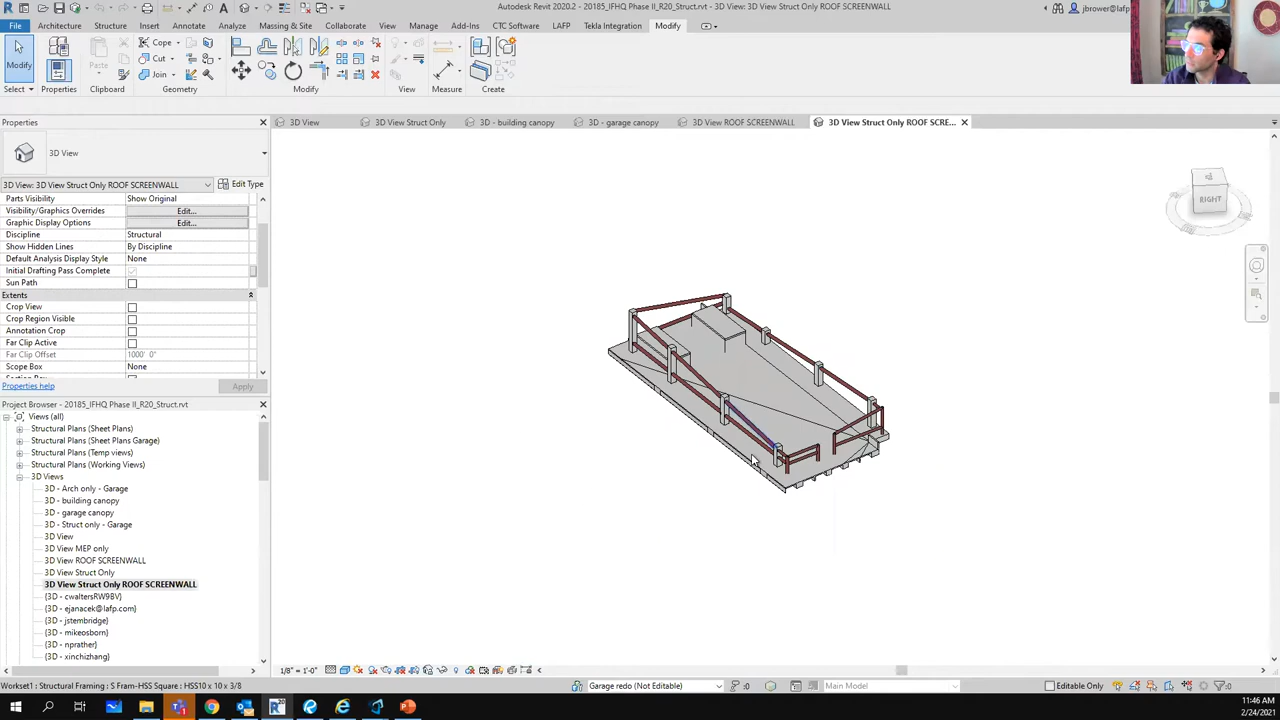 Autodesk Revit 2020.2 - 20185_IFHQ Phase II_R20_Struct.rvt - 3D View: 3D View Struct Only ROOF SCREENWALL
jbrower@lafp
File Architecture Structure Insert Annotate Analyze Massing & Site Collaborate View Manage Add-Ins CTC Software LAFP Tekla Integration Modify
Modify Paste Cope
Cut
Join
Select Properties Clipboard Geometry Modify View Measure Create
Properties
3D View
3D View Struct Only
3D - building canopy
3D - garage canopy
3D View ROOF SCREENWALL
3D View Struct Only ROOF SCRE...
3D View
3D View: 3D View Struct Only ROOF SCREENWALL Edit Type
Parts Visibility Show Original
Visibility/Graphics Overrides Edit...
Graphic Display Options Edit...
Discipline Structural
Show Hidden Lines By Discipline
Default Analysis Display Style None
Initial Drafting Pass Complete
Sun Path
Extents
Crop View
Crop Region Visible
Annotation Crop
Far Clip Active
Far Clip Offset 1000' 0"
Scope Box None
Properties help Apply
RIGHT
Project Browser - 20185_IFHQ Phase II_R20_Struct.rvt
Views (all)
Structural Plans (Sheet Plans)
Structural Plans (Sheet Plans Garage)
Structural Plans (Temp views)
Structural Plans (Working Views)
3D Views
3D - Arch only - Garage
3D - building canopy
3D - garage canopy
3D - Struct only - Garage
3D View
3D View MEP only
3D View ROOF SCREENWALL
3D View Struct Only
3D View Struct Only ROOF SCREENWALL
{3D - cwaltersRW9BV}
{3D - ejanacek@lafp.com}
{3D - jstembridge}
{3D - mikeosborn}
{3D - nprather}
{3D - xinchizhang}
1/8" = 1'-0"
Workset1 : Structural Framing : S Fram-HSS Square : HSS10 x 10 x 3/8
Garage redo (Not Editable) :0 Main Model Editable Only :0
11:46 AM
2/24/2021